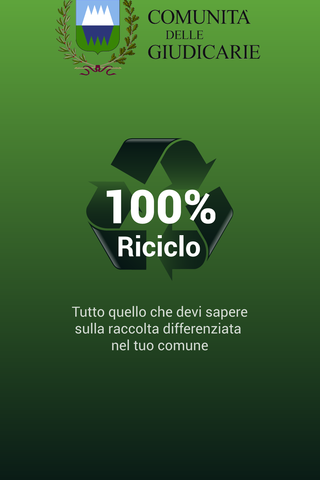 COMUNITÀ
DELLE
GIUDICARIE
100%
Riciclo
Tutto quello che devi sapere
sulla raccolta differenziata
nel tuo comune